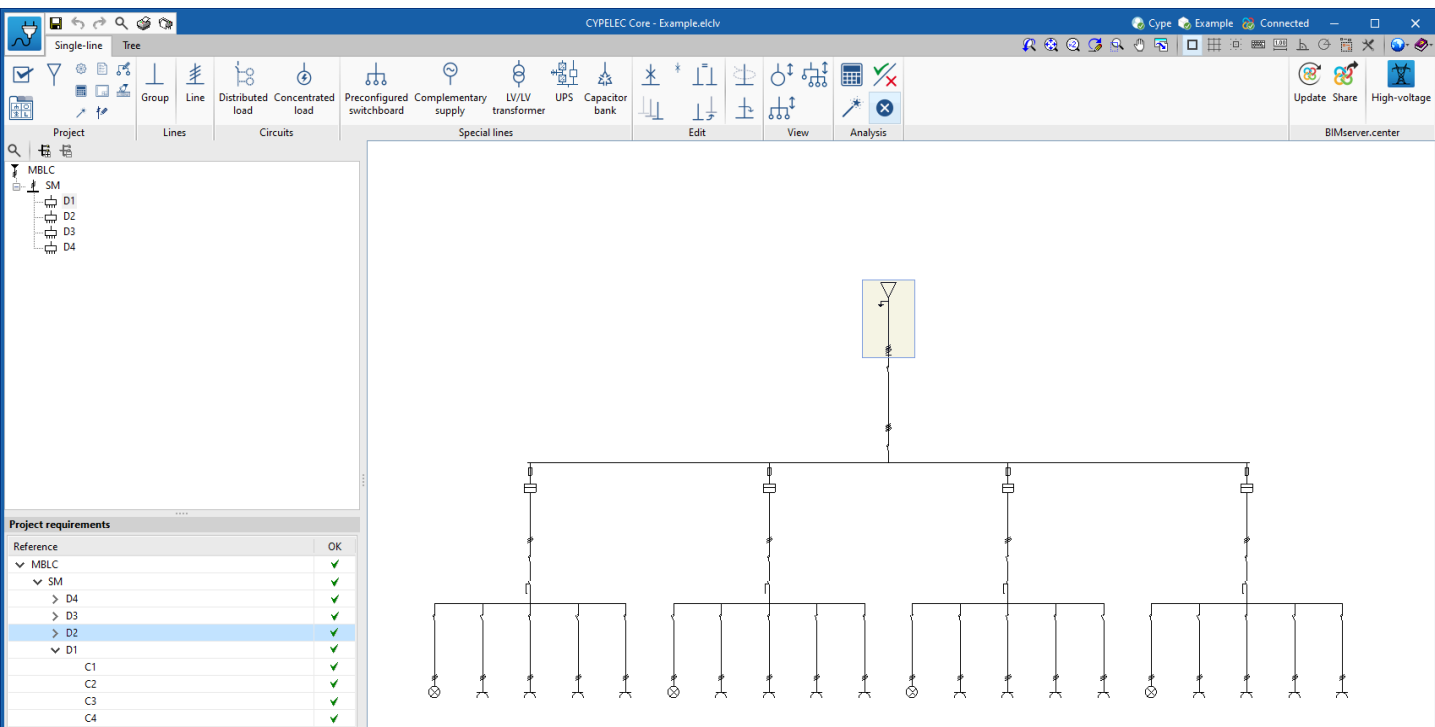 CYPELEC Core - Example.elclv
Cype Example Connected
Single-line Tree
Group Line Distributed load Concentrated load Preconfigured switchboard Complementary supply LV/LV transformer UPS Capacitor bank Update Share High-voltage
Project Lines Circuits Special lines Edit View Analysis BIMserver.center
MBLC
SM
D1
D2
D3
D4
Project requirements
Reference OK
MBLC
SM
D4
D3
D2
D1
C1
C2
C3
C4